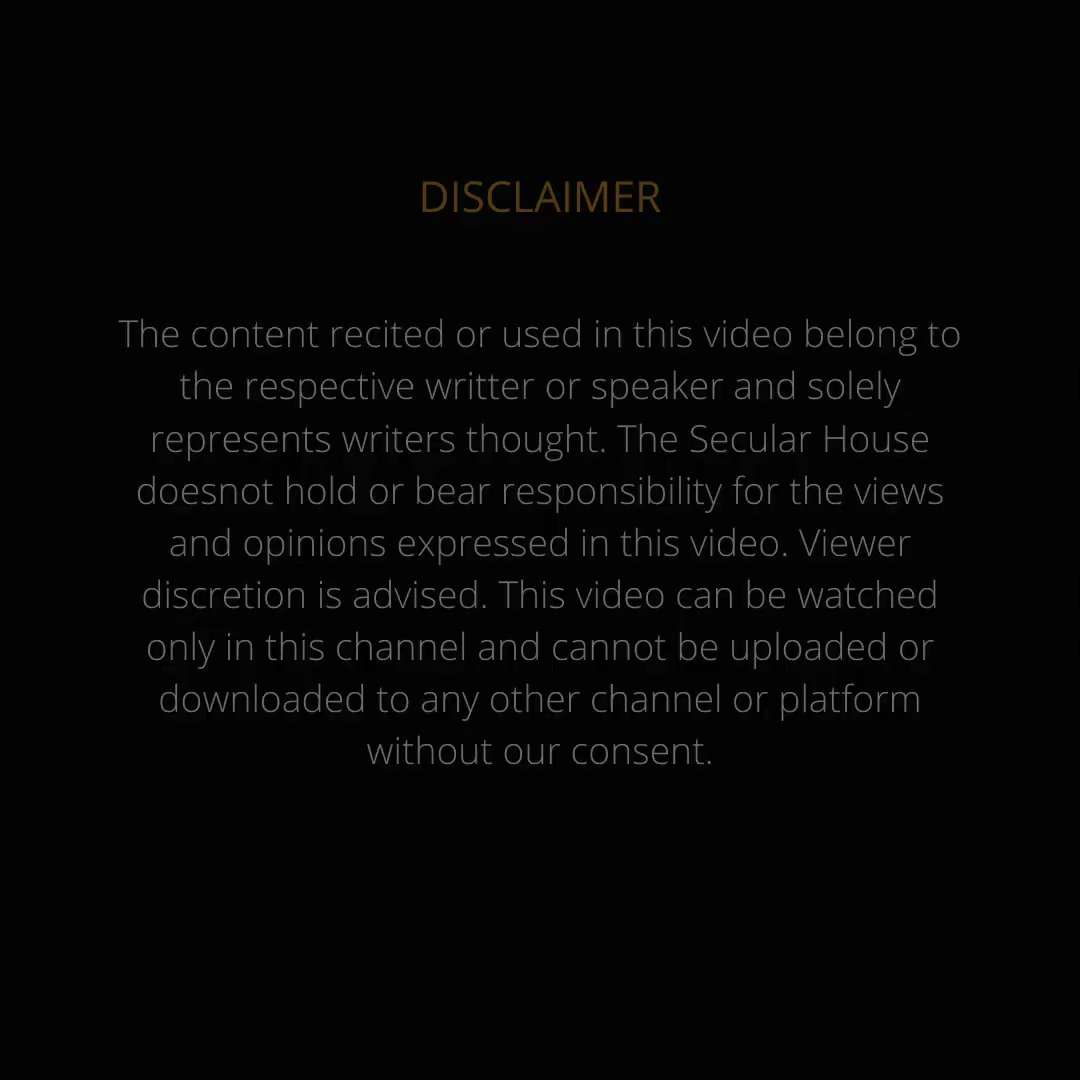 DISCLAIMER
The content recited or used in this video belong to
the respective writter or speaker and solely
represents writers thought. The Secular House
doesnot hold or bear responsibility for the views
and opinions expressed in this video. Viewer
discretion is advised. This video can be watched
only in this channel and cannot be uploaded or
downloaded to any other channel or platform
without our consent.